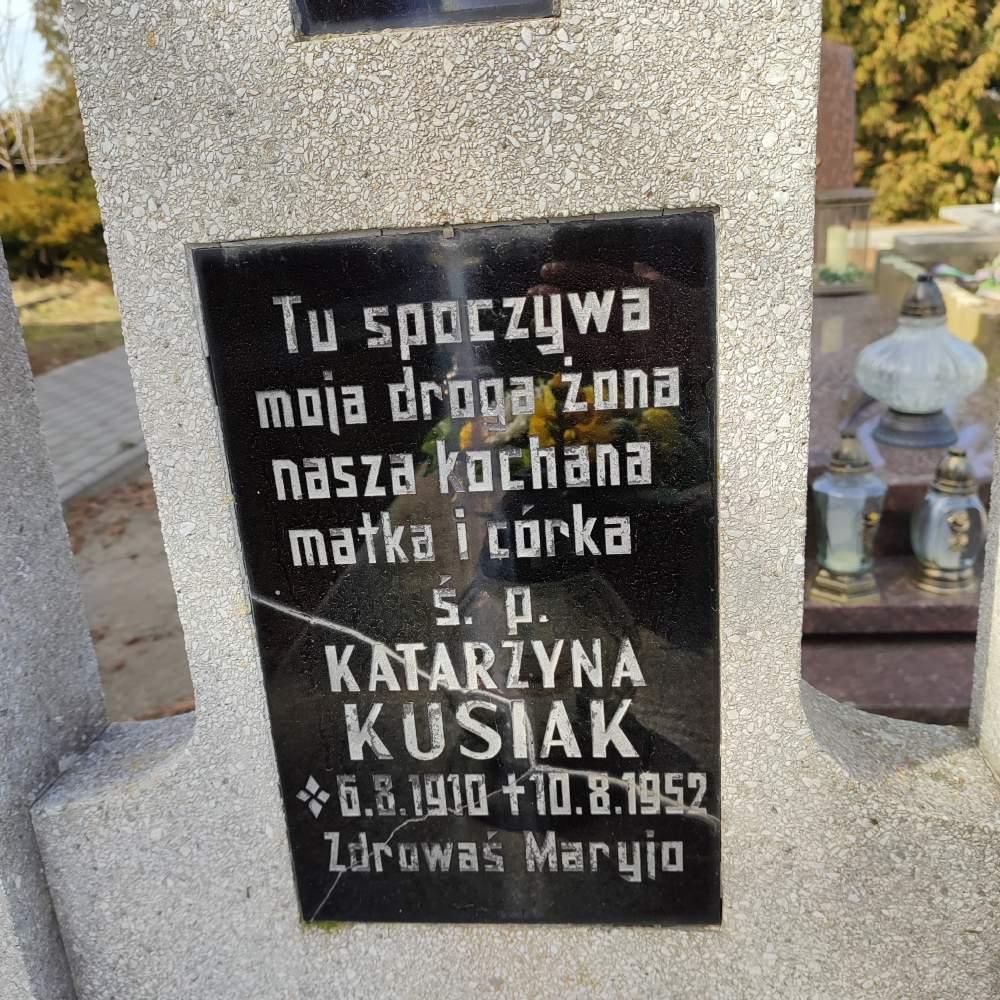 Tu spoczywa
moja droga żona
nasza kochana
matka i córka
ś. p.
KATARZYNA
KUSIAK
6.8.1910 †10.8.1952
Zdrowaś Maryjo